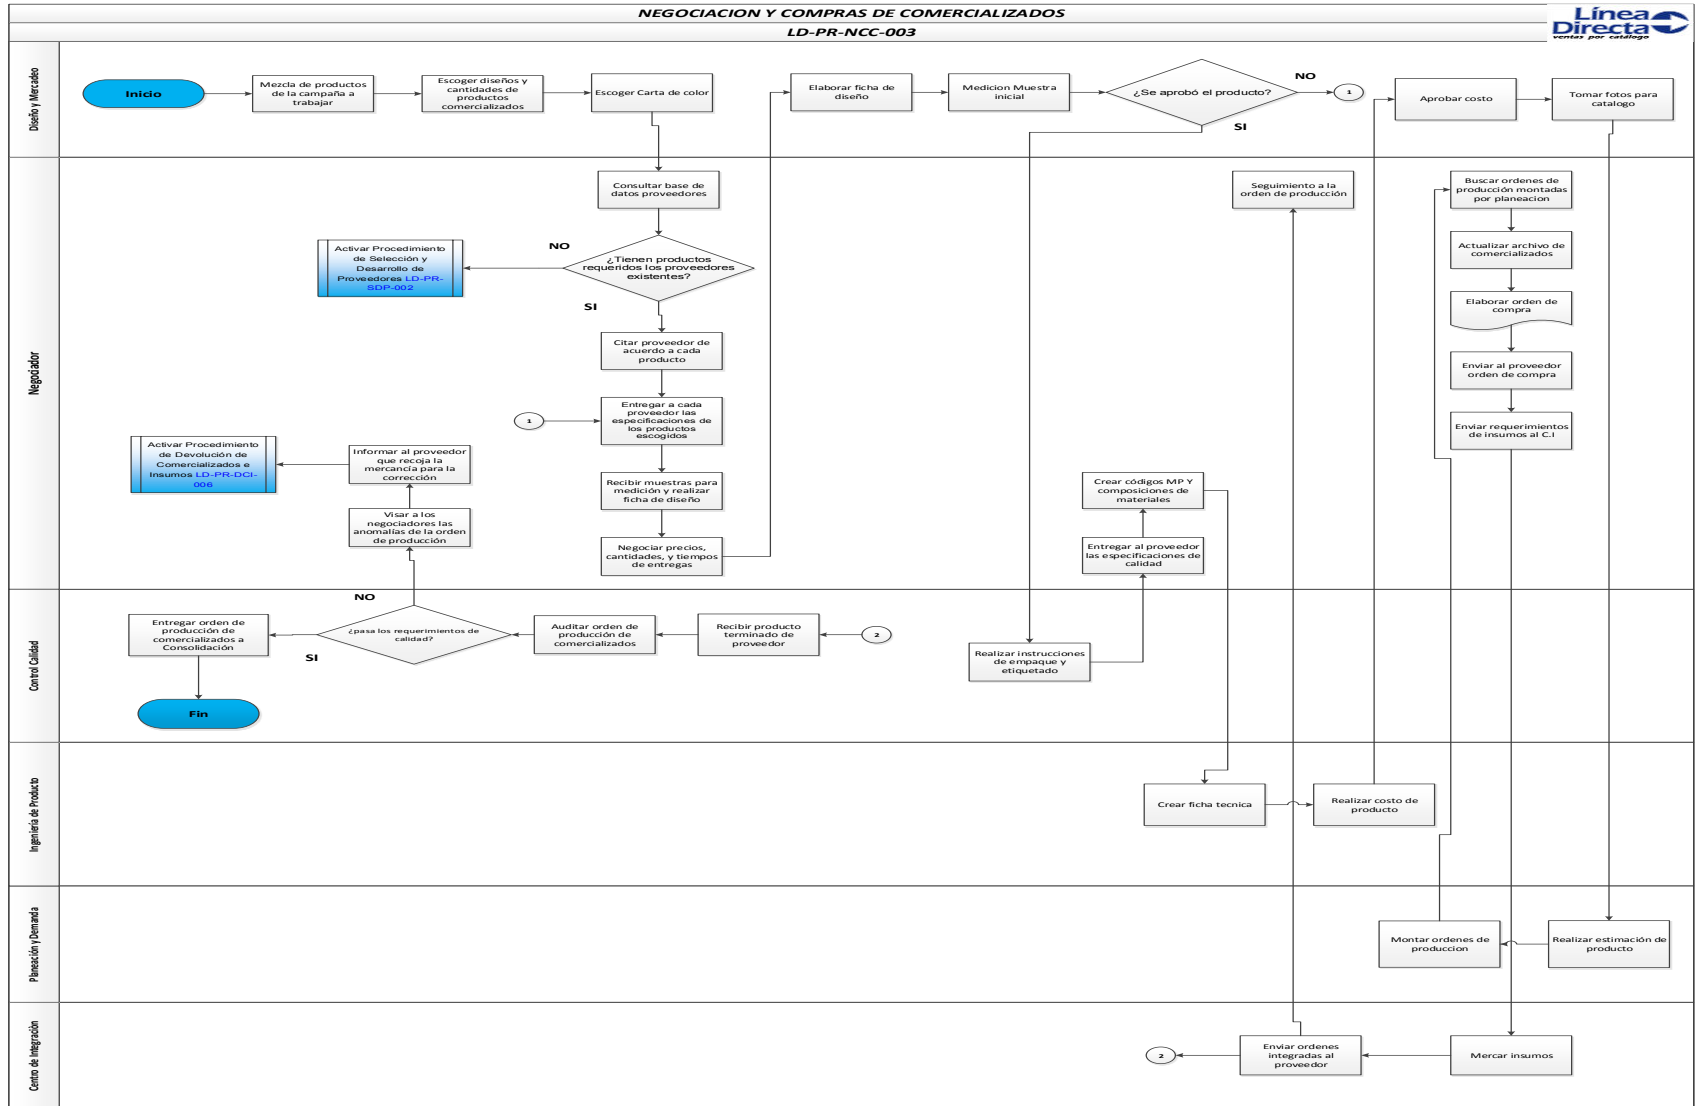 NEGOCIACION Y COMPRAS DE COMERCIALIZADOS
LD-PR-NCC-003
Línea
Directa
ventas por catálogo
Diseño y Mercadeo
Inicio
Mezcla de productos
de la campaña a
trabajar
Escoger diseños y
cantidades de
productos
comercializados
Escoger Carta de color
Elaborar ficha de
diseño
Medicion Muestra
inicial
¿Se aprobó el producto?
NO
1
SI
Aprobar costo
Tomar fotos para
catalogo
Negociador
Consultar base de
datos proveedores
¿Tienen productos
requeridos los proveedores
existentes?
NO
SI
Activar Procedimiento
de Selección y
Desarrollo de
Proveedores LD-PR-
SDP-002
Citar proveedor de
acuerdo a cada
producto
1
Entregar a cada
proveedor las
especificaciones de
los productos
escogidos
Recibir muestras para
medición y realizar
ficha de diseño
Negociar precios,
cantidades, y tiempos
de entregas
Activar Procedimiento
de Devolución de
Comercializados e
Insumos LD-PR-DCI-
006
Informar al proveedor
que recoja la
mercancía para la
corrección
Visar a los
negociadores las
anomalías de la orden
de producción
Seguimiento a la
orden de producción
Crear códigos MP Y
composiciones de
materiales
Entregar al proveedor
las especificaciones de
calidad
Buscar ordenes de
producción montadas
por planeacion
Actualizar archivo de
comercializados
Elaborar orden de
compra
Enviar al proveedor
orden de compra
Enviar requerimientos
de insumos al C.I
Control Calidad
NO
Entregar orden de
producción de
comercializados a
Consolidación
SI
¿pasa los requerimientos de
calidad?
Auditar orden de
producción de
comercializados
Recibir producto
terminado de
proveedor
2
Realizar instrucciones
de empaque y
etiquetado
Fin
Ingeniería de Producto
Crear ficha tecnica
Realizar costo de
producto
Planeación y Demanda
Montar ordenes de
produccion
Realizar estimación de
producto
Centro de Integración
2
Enviar ordenes
integradas al
proveedor
Mercar insumos